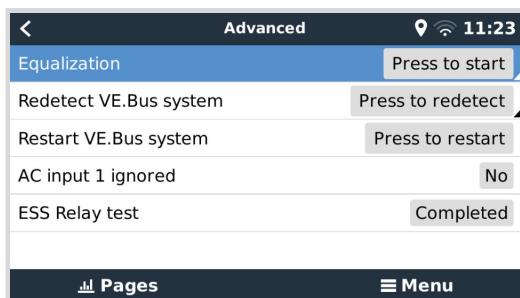 Advanced 11:23
Equalization Press to start
Redetect VE.Bus system Press to redetect
Restart VE.Bus system Press to restart
AC input 1 ignored No
ESS Relay test Completed
Pages Menu